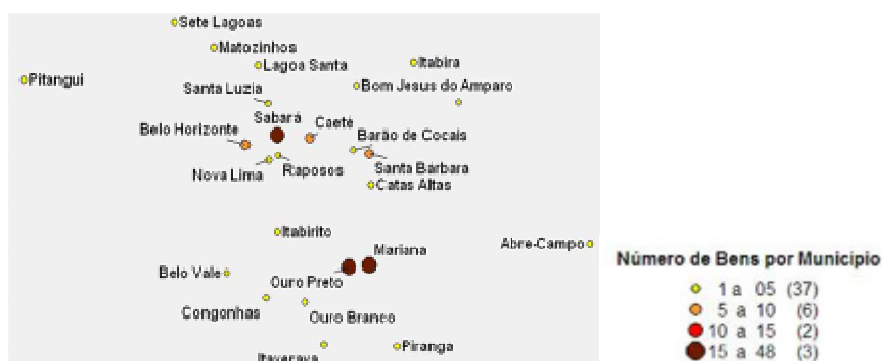 Sete Lagoas
Matozinhos
Lagoa Santa
Itabira
Pitangui
Bom Jesus do Amparo
Santa Luzia
Sabará
Caeté
Belo Horizonte
Barão de Cocais
Nova Lima
Raposos
Santa Barbara
Catas Altas
Itabirito
Mariana
Abre-Campo
Belo Vale
Ouro Preto
Congonhas
Ouro Branco
Piranga
Itaverava
Número de Bens por Municipio
1 a 05 (37)
5 a 10 (6)
10 a 15 (2)
15 a 48 (3)